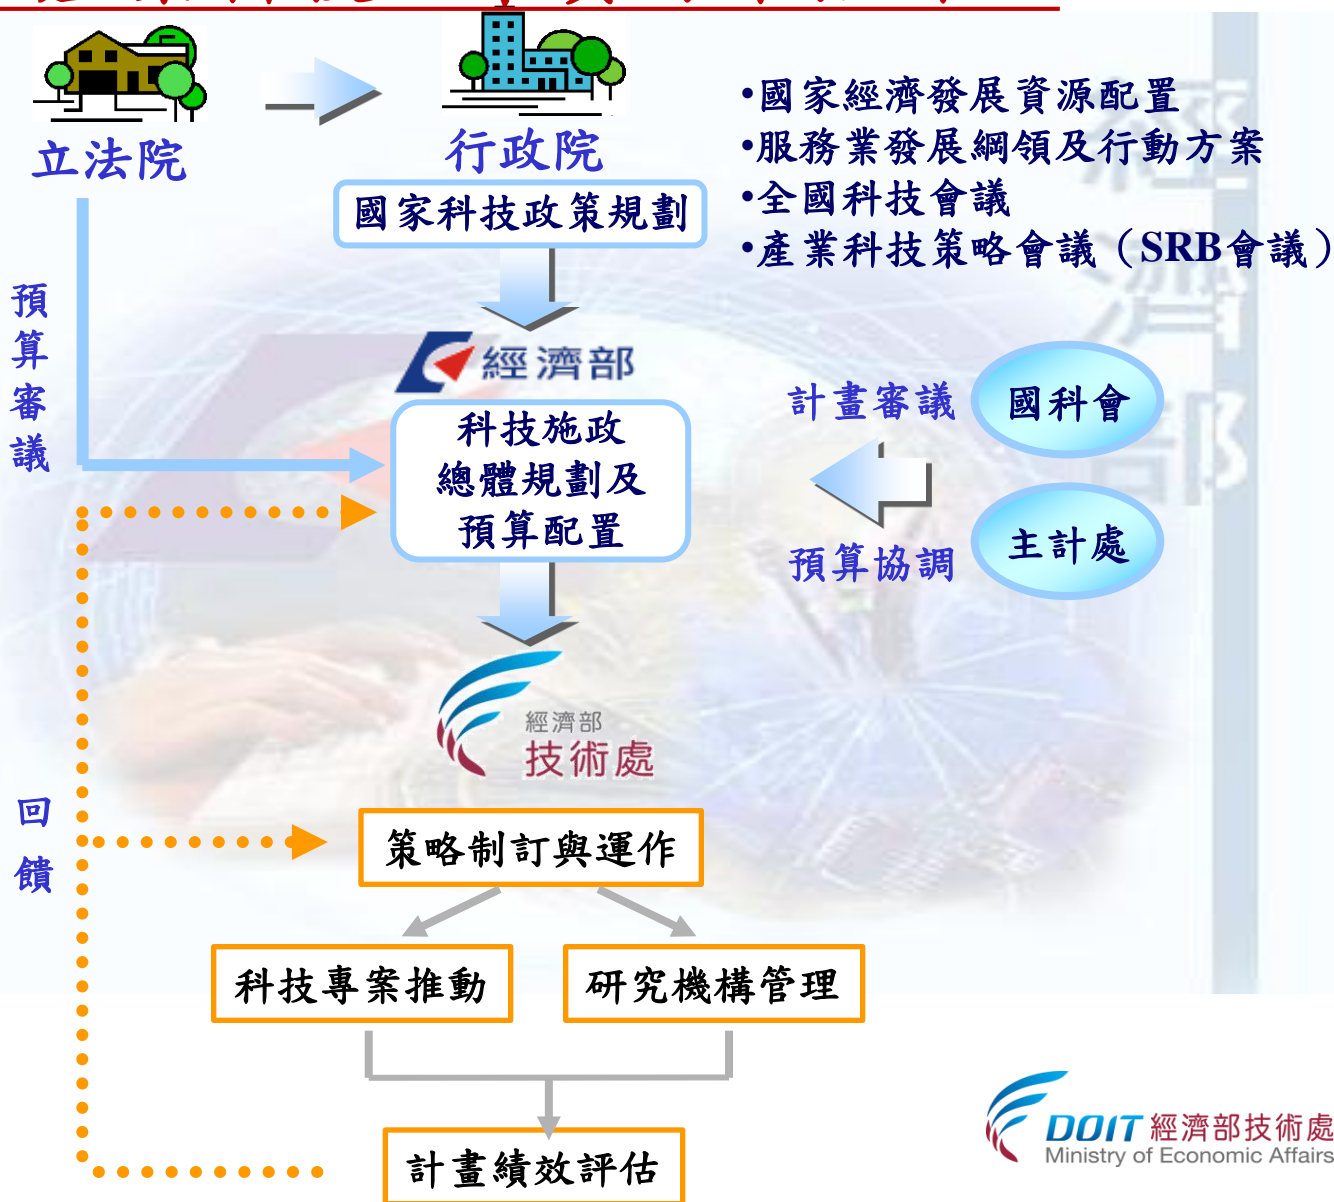 立法院
行政院
國家科技政策規劃
•國家經濟發展資源配置
•服務業發展綱領及行動方案
•全國科技會議
•產業科技策略會議（SRB會議）
預算審議
經濟部
科技施政
總體規劃及
預算配置
計畫審議
國科會
預算協調
主計處
經濟部
技術處
回饋
策略制訂與運作
科技專案推動
研究機構管理
計畫績效評估
DOIT 經濟部技術處
Ministry of Economic Affairs
經濟部